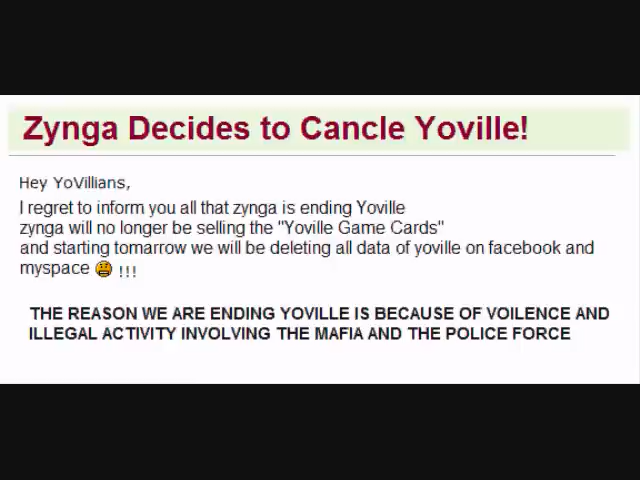 Zynga Decides to Cancle Yoville!
Hey YoVillians,
I regret to inform you all that zynga is ending Yoville
zynga will no longer be selling the "Yoville Game Cards"
and starting tomarrow we will be deleting all data of yoville on facebook and
myspace !!!
THE REASON WE ARE ENDING YOVILLE IS BECAUSE OF VOILENCE AND
ILLEGAL ACTIVITY INVOLVING THE MAFIA AND THE POLICE FORCE